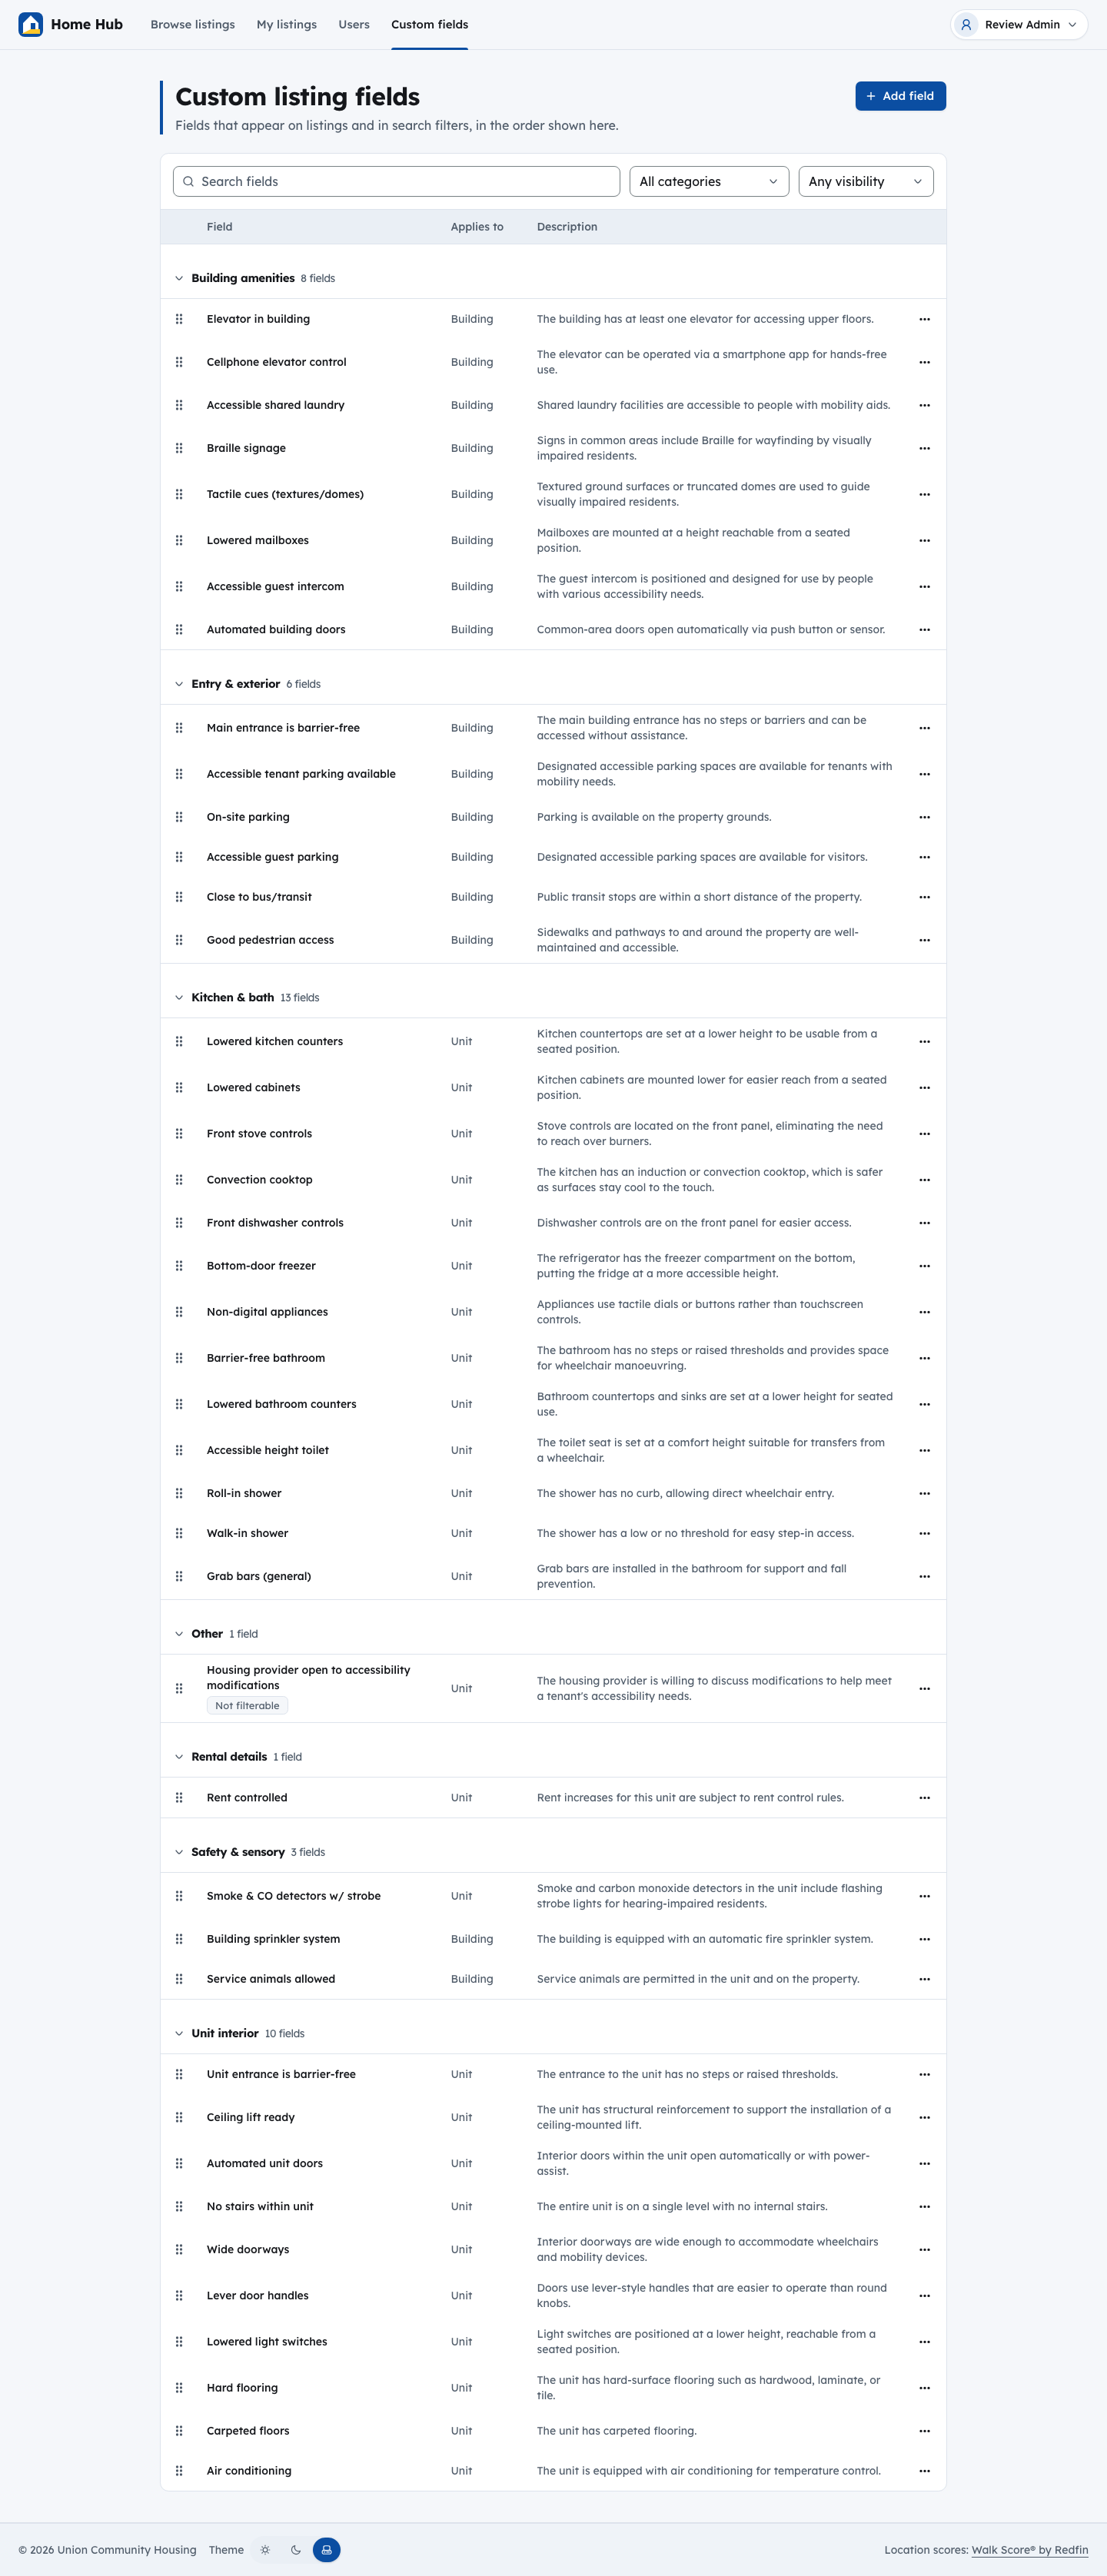 Home Hub
Browse listings
My listings
Users
Custom fields
Review Admin
Custom listing fields
Add field
Fields that appear on listings and in search filters, in the order shown here.
Search fields
All categories
Any visibility
Field Applies to Description
Building amenities 8 fields
Elevator in building Building The building has at least one elevator for accessing upper floors.
Cellphone elevator control Building The elevator can be operated via a smartphone app for hands-free
use.
Accessible shared laundry Building Shared laundry facilities are accessible to people with mobility aids.
Braille signage Building Signs in common areas include Braille for wayfinding by visually
impaired residents.
Tactile cues (textures/domes) Building Textured ground surfaces or truncated domes are used to guide
visually impaired residents.
Lowered mailboxes Building Mailboxes are mounted at a height reachable from a seated
position.
Accessible guest intercom Building The guest intercom is positioned and designed for use by people
with various accessibility needs.
Automated building doors Building Common-area doors open automatically via push button or sensor.
Entry & exterior 6 fields
Main entrance is barrier-free Building The main building entrance has no steps or barriers and can be
accessed without assistance.
Accessible tenant parking available Building Designated accessible parking spaces are available for tenants with
mobility needs.
On-site parking Building Parking is available on the property grounds.
Accessible guest parking Building Designated accessible parking spaces are available for visitors.
Close to bus/transit Building Public transit stops are within a short distance of the property.
Good pedestrian access Building Sidewalks and pathways to and around the property are well-
maintained and accessible.
Kitchen & bath 13 fields
Lowered kitchen counters Unit Kitchen countertops are set at a lower height to be usable from a
seated position.
Lowered cabinets Unit Kitchen cabinets are mounted lower for easier reach from a seated
position.
Front stove controls Unit Stove controls are located on the front panel, eliminating the need
to reach over burners.
Convection cooktop Unit The kitchen has an induction or convection cooktop, which is safer
as surfaces stay cool to the touch.
Front dishwasher controls Unit Dishwasher controls are on the front panel for easier access.
Bottom-door freezer Unit The refrigerator has the freezer compartment on the bottom,
putting the fridge at a more accessible height.
Non-digital appliances Unit Appliances use tactile dials or buttons rather than touchscreen
controls.
Barrier-free bathroom Unit The bathroom has no steps or raised thresholds and provides space
for wheelchair manoeuvring.
Lowered bathroom counters Unit Bathroom countertops and sinks are set at a lower height for seated
use.
Accessible height toilet Unit The toilet seat is set at a comfort height suitable for transfers from
a wheelchair.
Roll-in shower Unit The shower has no curb, allowing direct wheelchair entry.
Walk-in shower Unit The shower has a low or no threshold for easy step-in access.
Grab bars (general) Unit Grab bars are installed in the bathroom for support and fall
prevention.
Other 1 field
Housing provider open to accessibility
modifications
Not filterable
Unit
The housing provider is willing to discuss modifications to help meet
a tenant's accessibility needs.
Rental details 1 field
Rent controlled Unit Rent increases for this unit are subject to rent control rules.
Safety & sensory 3 fields
Smoke & CO detectors w/ strobe Unit Smoke and carbon monoxide detectors in the unit include flashing
strobe lights for hearing-impaired residents.
Building sprinkler system Building The building is equipped with an automatic fire sprinkler system.
Service animals allowed Building Service animals are permitted in the unit and on the property.
Unit interior 10 fields
Unit entrance is barrier-free Unit The entrance to the unit has no steps or raised thresholds.
Ceiling lift ready Unit The unit has structural reinforcement to support the installation of a
ceiling-mounted lift.
Automated unit doors Unit Interior doors within the unit open automatically or with power-
assist.
No stairs within unit Unit The entire unit is on a single level with no internal stairs.
Wide doorways Unit Interior doorways are wide enough to accommodate wheelchairs
and mobility devices.
Lever door handles Unit Doors use lever-style handles that are easier to operate than round
knobs.
Lowered light switches Unit Light switches are positioned at a lower height, reachable from a
seated position.
Hard flooring Unit The unit has hard-surface flooring such as hardwood, laminate, or
tile.
Carpeted floors Unit The unit has carpeted flooring.
Air conditioning Unit The unit is equipped with air conditioning for temperature control.
© 2026 Union Community Housing Theme
Location scores: Walk Score® by Redfin